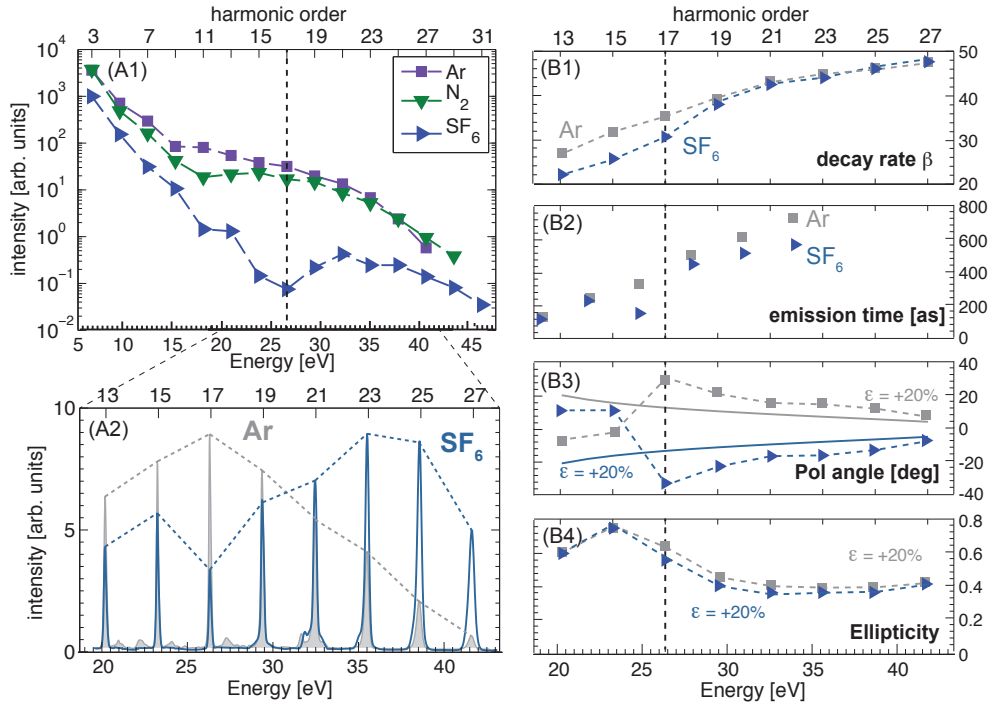 harmonic order
3 7 11 15 19 23 27 31
(A1)
Ar
N2
SF6
10^4
10^3
10^2
10^1
10^0
10^-1
10^-2
intensity [arb. units]
5 10 15 20 25 30 35 40 45
Energy [eV]
13 15 17 19 21 23 25 27
(A2)
Ar
SF6
10
5
0
intensity [arb. units]
20 25 30 35 40
Energy [eV]
harmonic order
13 15 17 19 21 23 25 27
(B1)
Ar
SF6
decay rate β
50
40
30
20
(B2)
Ar
SF6
emission time [as]
800
600
400
200
0
(B3)
ε = +20%
ε = +20%
Pol angle [deg]
40
20
0
-20
-40
(B4)
ε = +20%
ε = +20%
Ellipticity
0.8
0.6
0.4
0.2
0
20 25 30 35 40
Energy [eV]